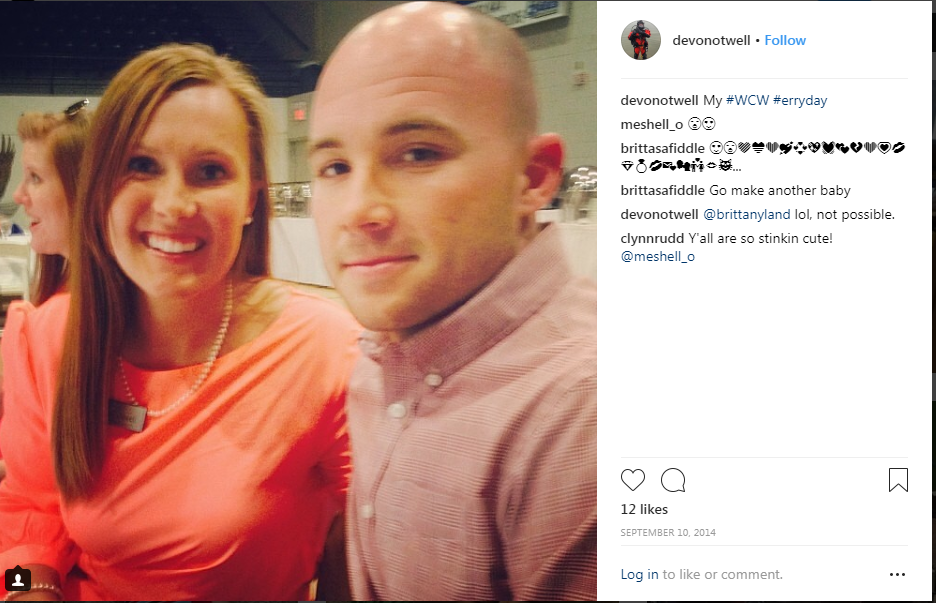 devonotwell • Follow
devonotwell My #WCW #erryday
meshell_o 😮🙂
brittasafiddle
...
brittasafiddle Go make another baby
devonotwell @brittanyland lol, not possible.
clynnrudd Y'all are so stinkin cute!
@meshell_o
12 likes
SEPTEMBER 10, 2014
Log in to like or comment.